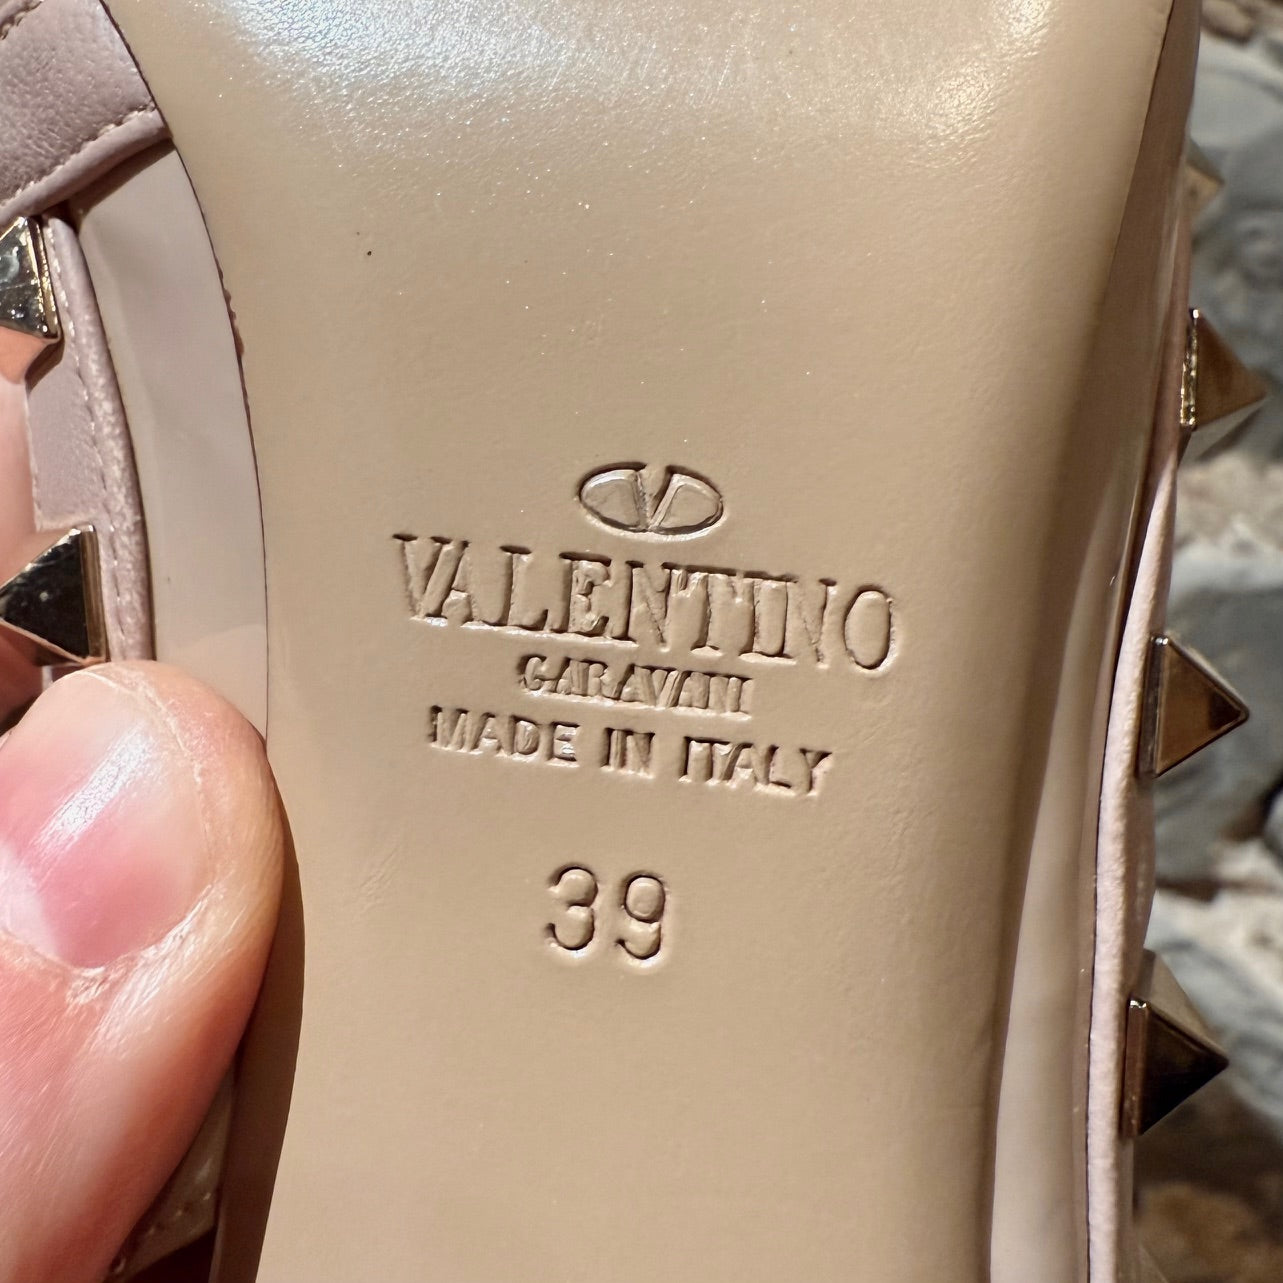 V
VALENTINO
GARAVANI
MADE IN ITALY
39